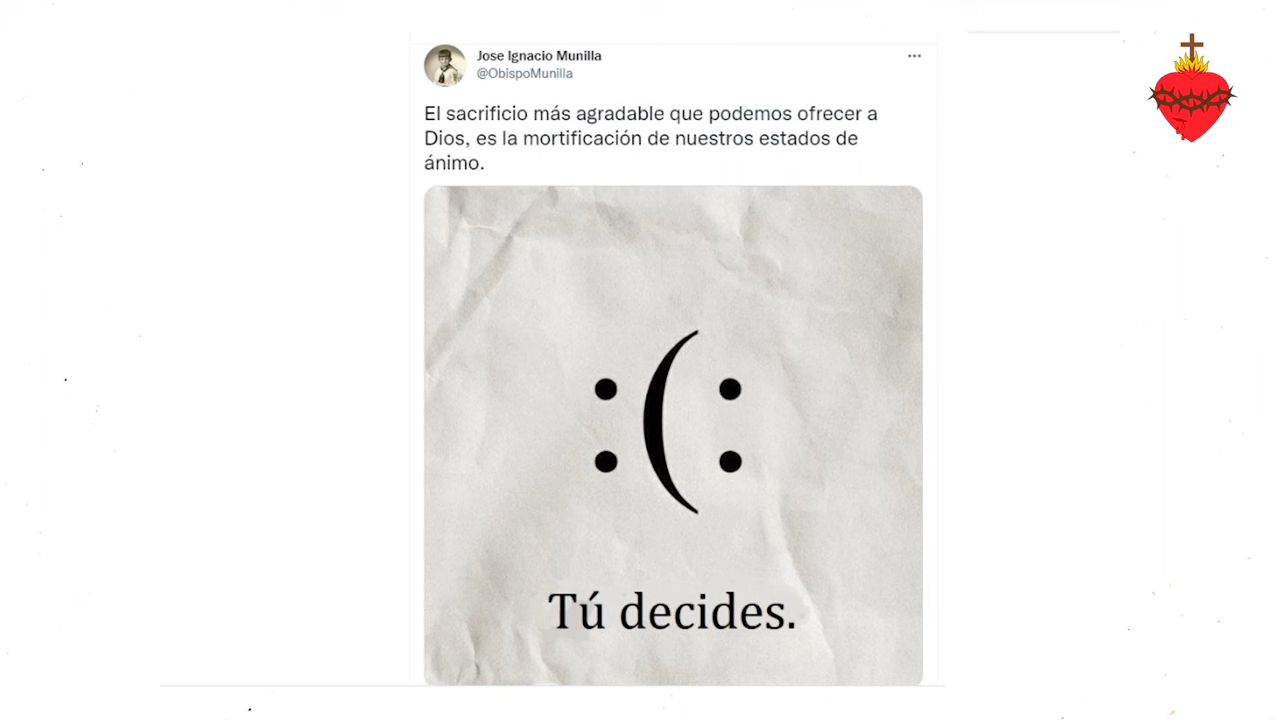 Jose Ignacio Munilla
@ObispoMunilla
El sacrificio más agradable que podemos ofrecer a
Dios, es la mortificación de nuestros estados de
ánimo.
:(:
Tú decides.